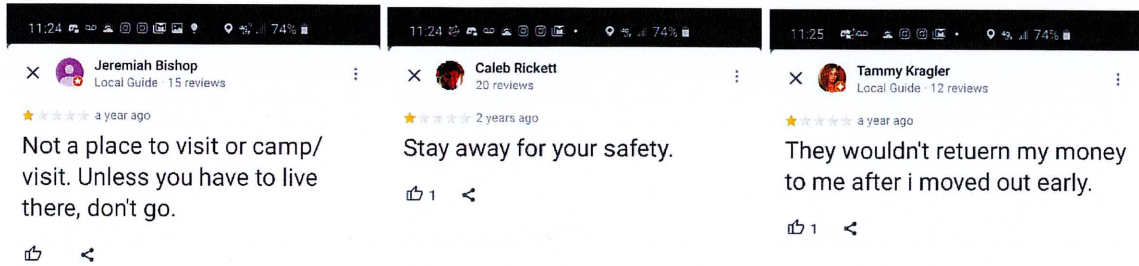 11:24
74%
Jeremiah Bishop
Local Guide · 15 reviews
a year ago
Not a place to visit or camp/
visit. Unless you have to live
there, don't go.
11:24
74%
Caleb Rickett
20 reviews
2 years ago
Stay away for your safety.
1
11:25
74%
Tammy Kragler
Local Guide · 12 reviews
a year ago
They wouldn't retuern my money
to me after i moved out early.
1